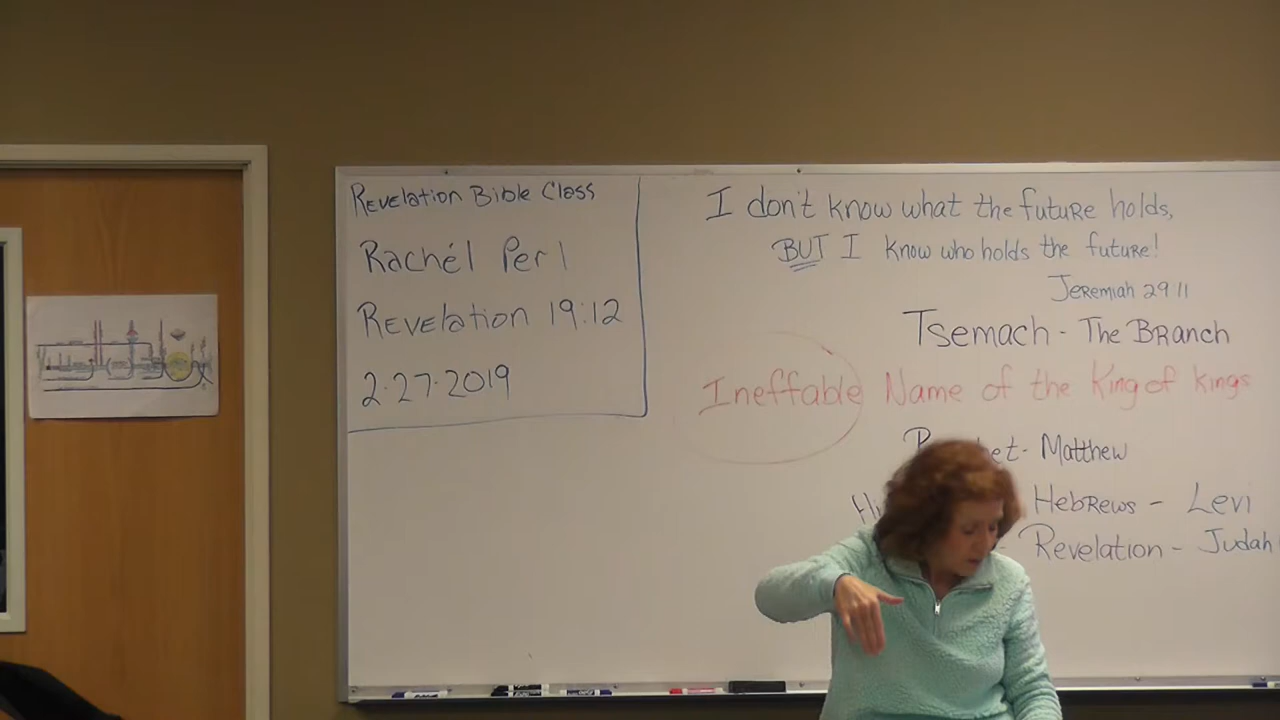 Revelation Bible Class
Rachél Perl
Revelation 19:12
2·27·2019
I don't know what the future holds,
BUT I know who holds the future!
Jeremiah 29 11
Tsemach - The Branch
Ineffable Name of the King of kings
- Matthew
Hebrews - Levi
- Revelation - Judah